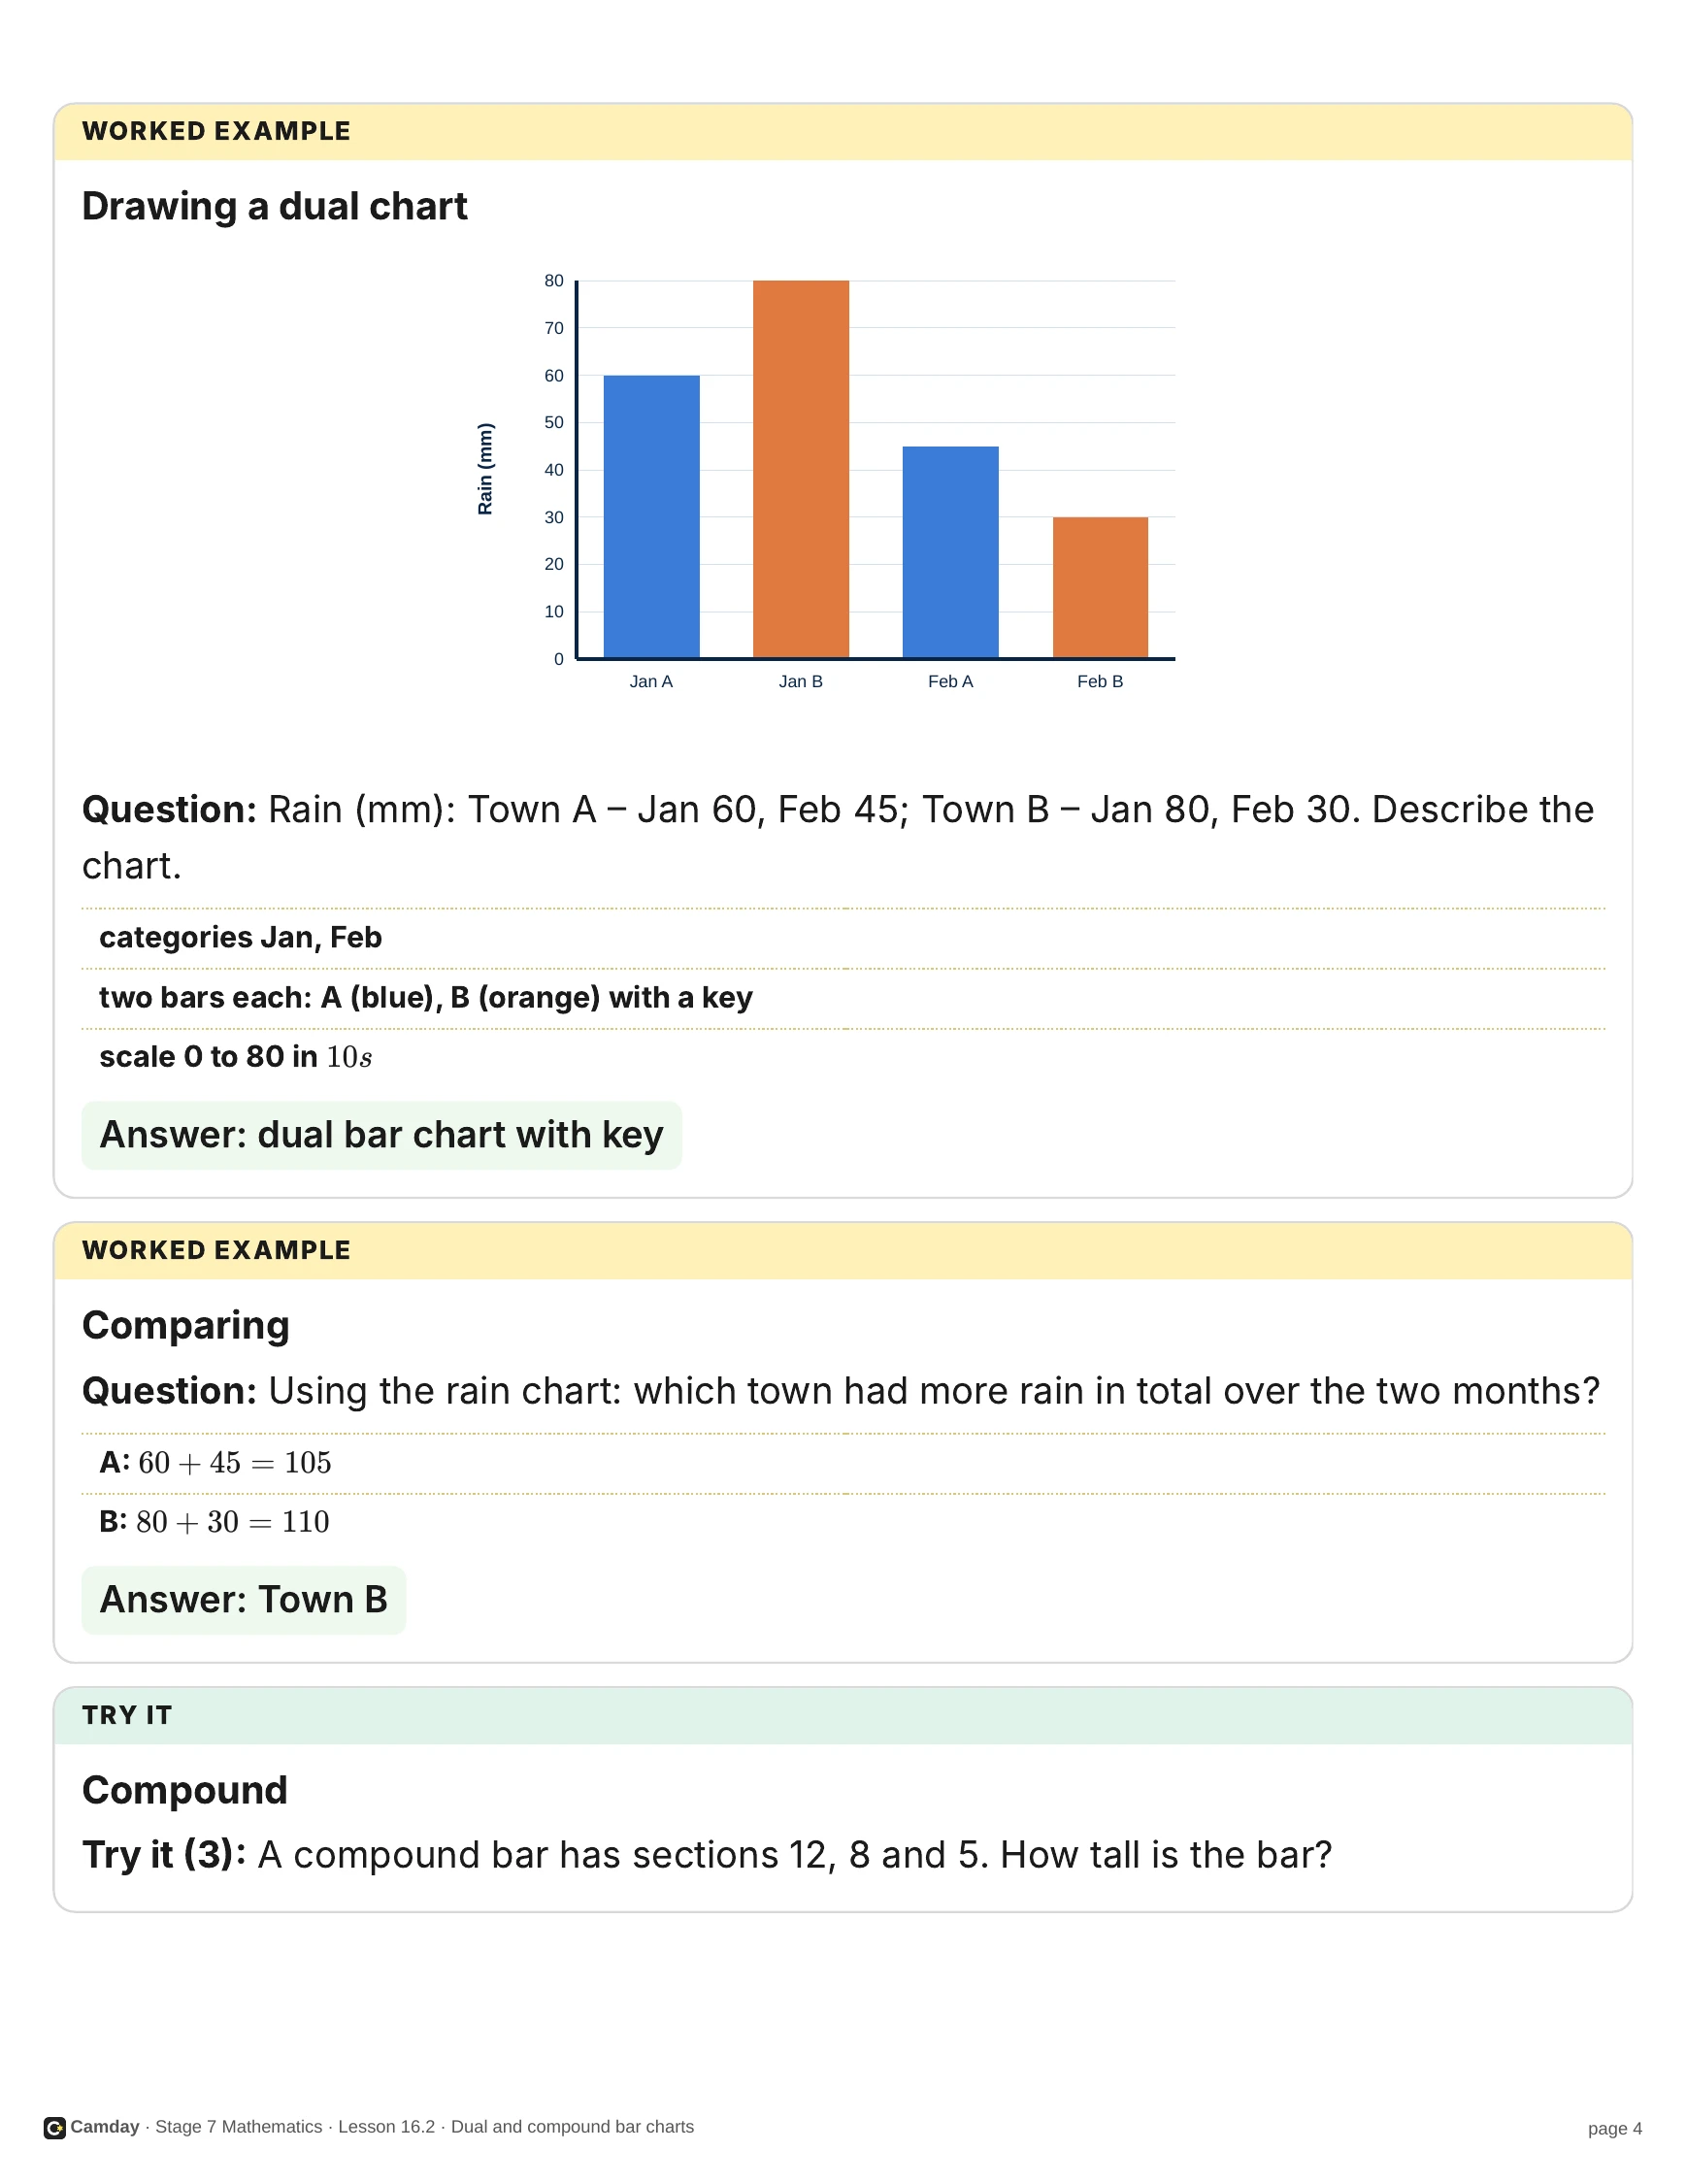 WORKED EXAMPLE
Drawing a dual chart
80
70
60
50
40
30
20
10
0
Rain (mm)
Jan A Jan B Feb A Feb B
Question: Rain (mm): Town A – Jan 60, Feb 45; Town B – Jan 80, Feb 30. Describe the
chart.
categories Jan, Feb
two bars each: A (blue), B (orange) with a key
scale 0 to 80 in 10s
Answer: dual bar chart with key
WORKED EXAMPLE
Comparing
Question: Using the rain chart: which town had more rain in total over the two months?
A: 60 + 45 = 105
B: 80 + 30 = 110
Answer: Town B
TRY IT
Compound
Try it (3): A compound bar has sections 12, 8 and 5. How tall is the bar?
Camday · Stage 7 Mathematics · Lesson 16.2 · Dual and compound bar charts
page 4